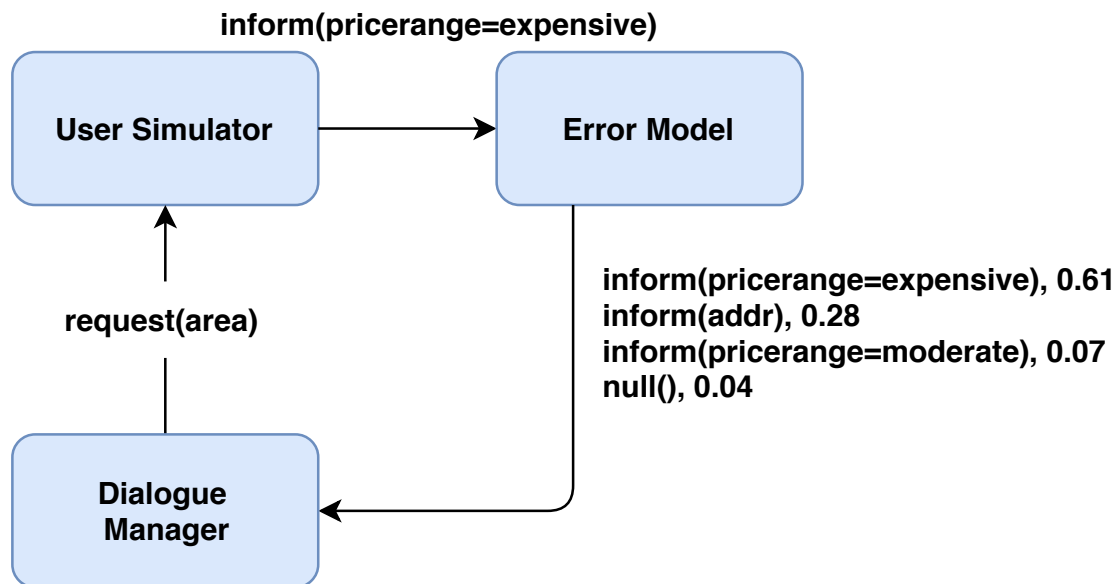 inform(pricerange=expensive)
User Simulator
Error Model
inform(pricerange=expensive), 0.61
inform(addr), 0.28
inform(pricerange=moderate), 0.07
null(), 0.04
request(area)
Dialogue
Manager